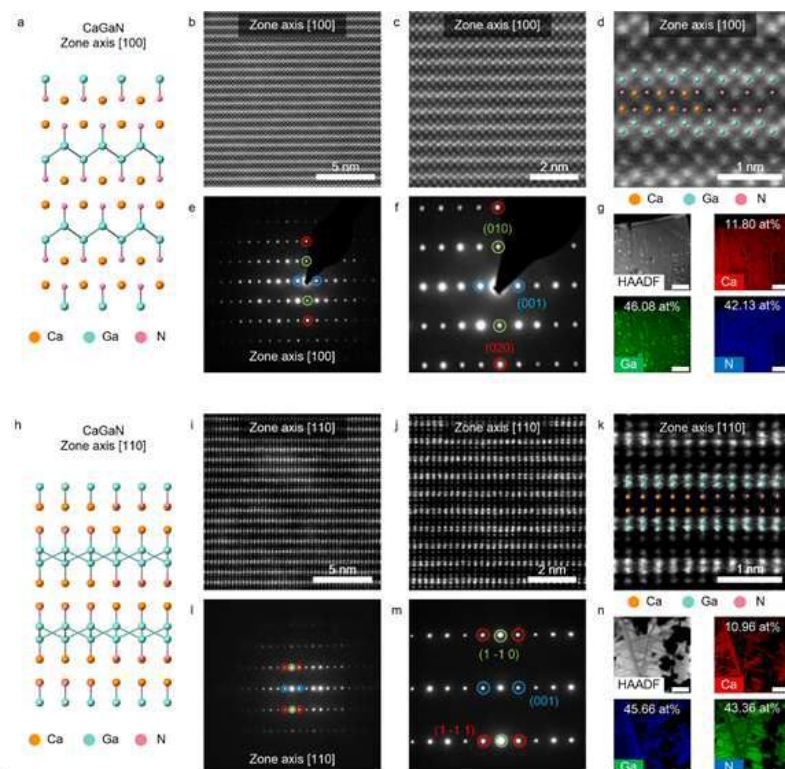 a
CaGaN
Zone axis [100]
Ca Ga N
b
Zone axis [100]
5 nm
c
Zone axis [100]
2 nm
d
Zone axis [100]
1 nm
Ca Ga N
e
Zone axis [100]
f
(010)
(001)
(020)
g
HAADF
11.80 at%
Ca
46.08 at%
Ga
42.13 at%
N
h
CaGaN
Zone axis [110]
Ca Ga N
i
Zone axis [110]
5 nm
j
Zone axis [110]
2 nm
k
Zone axis [110]
1 nm
Ca Ga N
l
Zone axis [110]
m
(1 -1 0)
(001)
(1 -1 1)
n
HAADF
10.96 at%
Ca
45.66 at%
Ga
43.36 at%
N